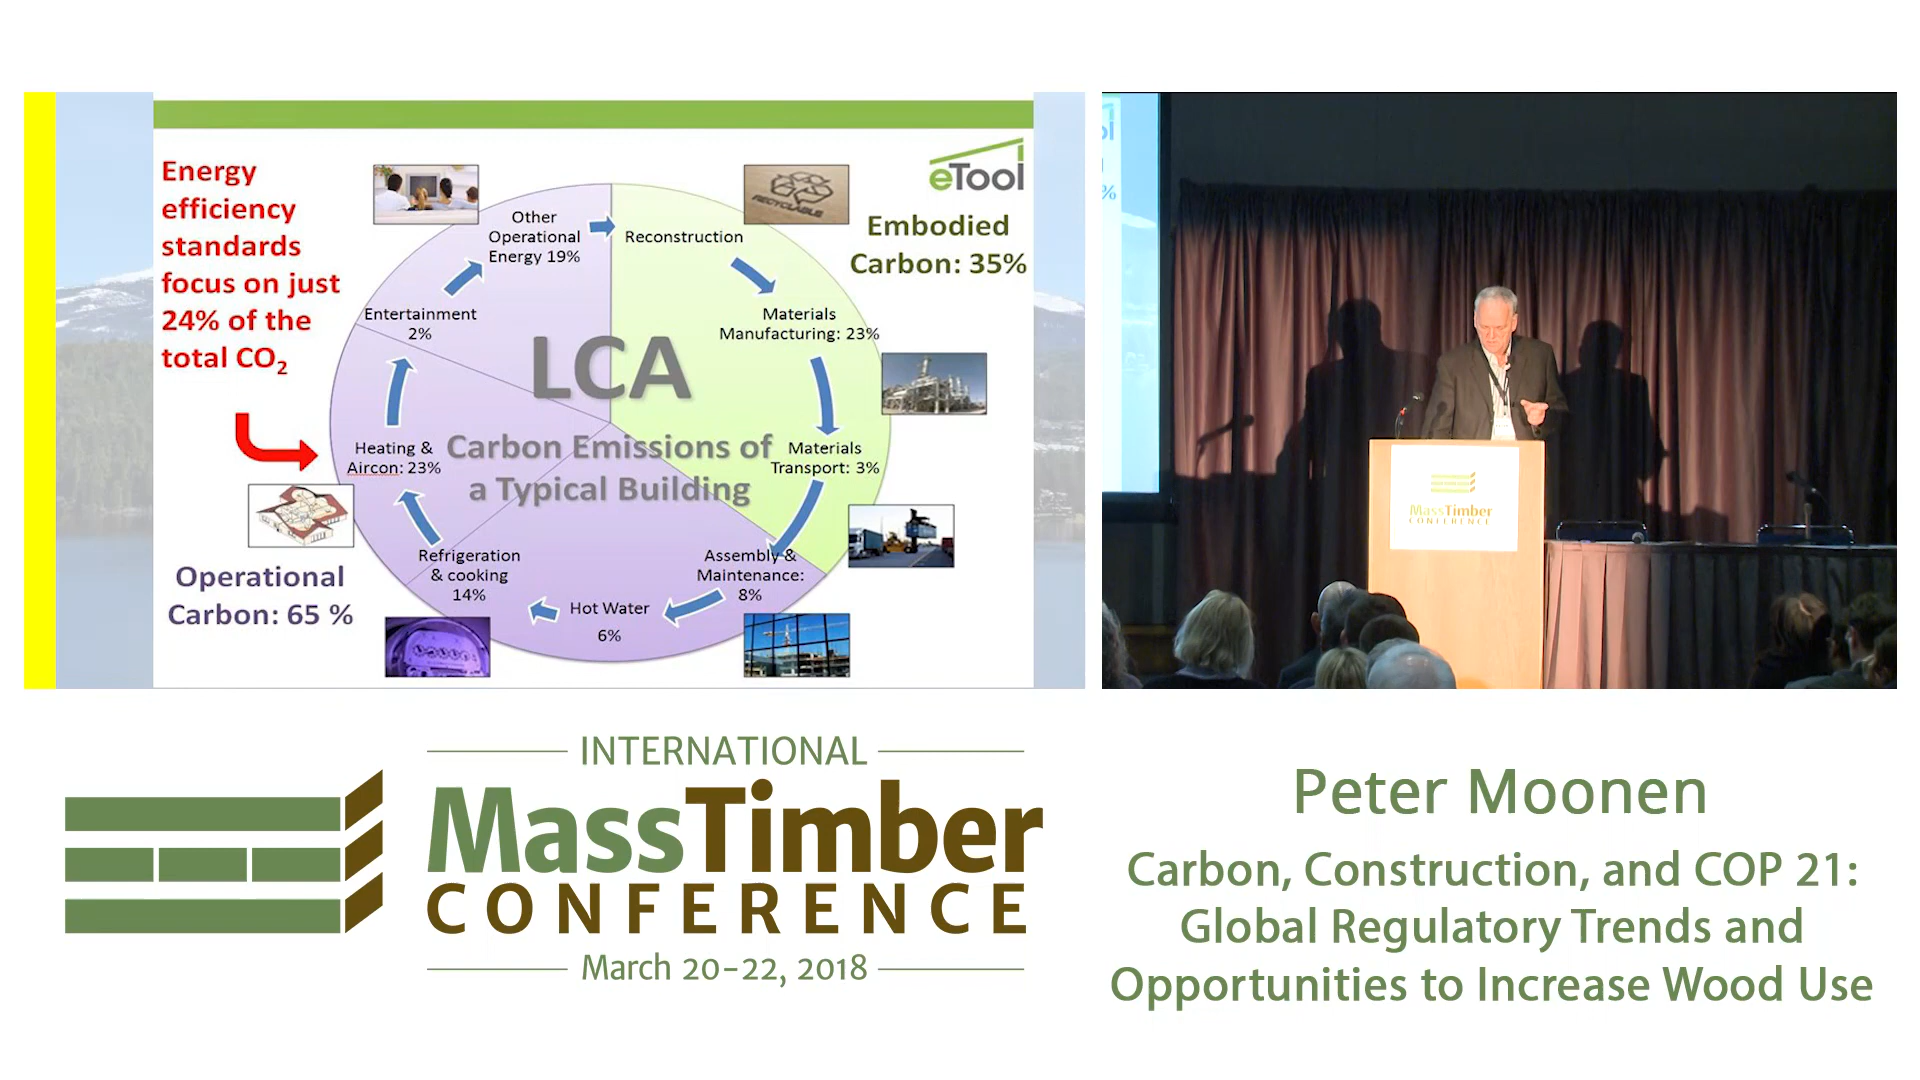 Energy
efficiency
standards
focus on just
24% of the
total CO₂
Operational
Carbon: 65 %
eTool
Embodied
Carbon: 35%
LCA
Carbon Emissions of
a Typical Building
Reconstruction
Materials
Manufacturing: 23%
Materials
Transport: 3%
Assembly &
Maintenance:
8%
Hot Water
6%
Refrigeration
& cooking
14%
Heating &
Aircon: 23%
Entertainment
2%
Other
Operational
Energy 19%
RECYCLABLE
ol
%
MassTimber
CONFERENCE
INTERNATIONAL
MassTimber
CONFERENCE
March 20–22, 2018
Peter Moonen
Carbon, Construction, and COP 21:
Global Regulatory Trends and
Opportunities to Increase Wood Use